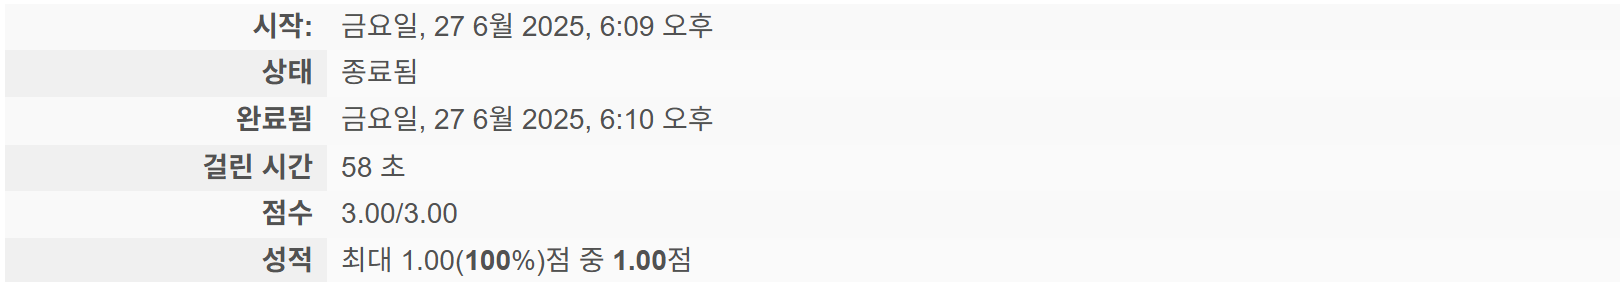 시작: 금요일, 27 6월 2025, 6:09 오후
상태 종료됨
완료됨 금요일, 27 6월 2025, 6:10 오후
걸린 시간 58 초
점수 3.00/3.00
성적 최대 1.00(100%)점 중 1.00점